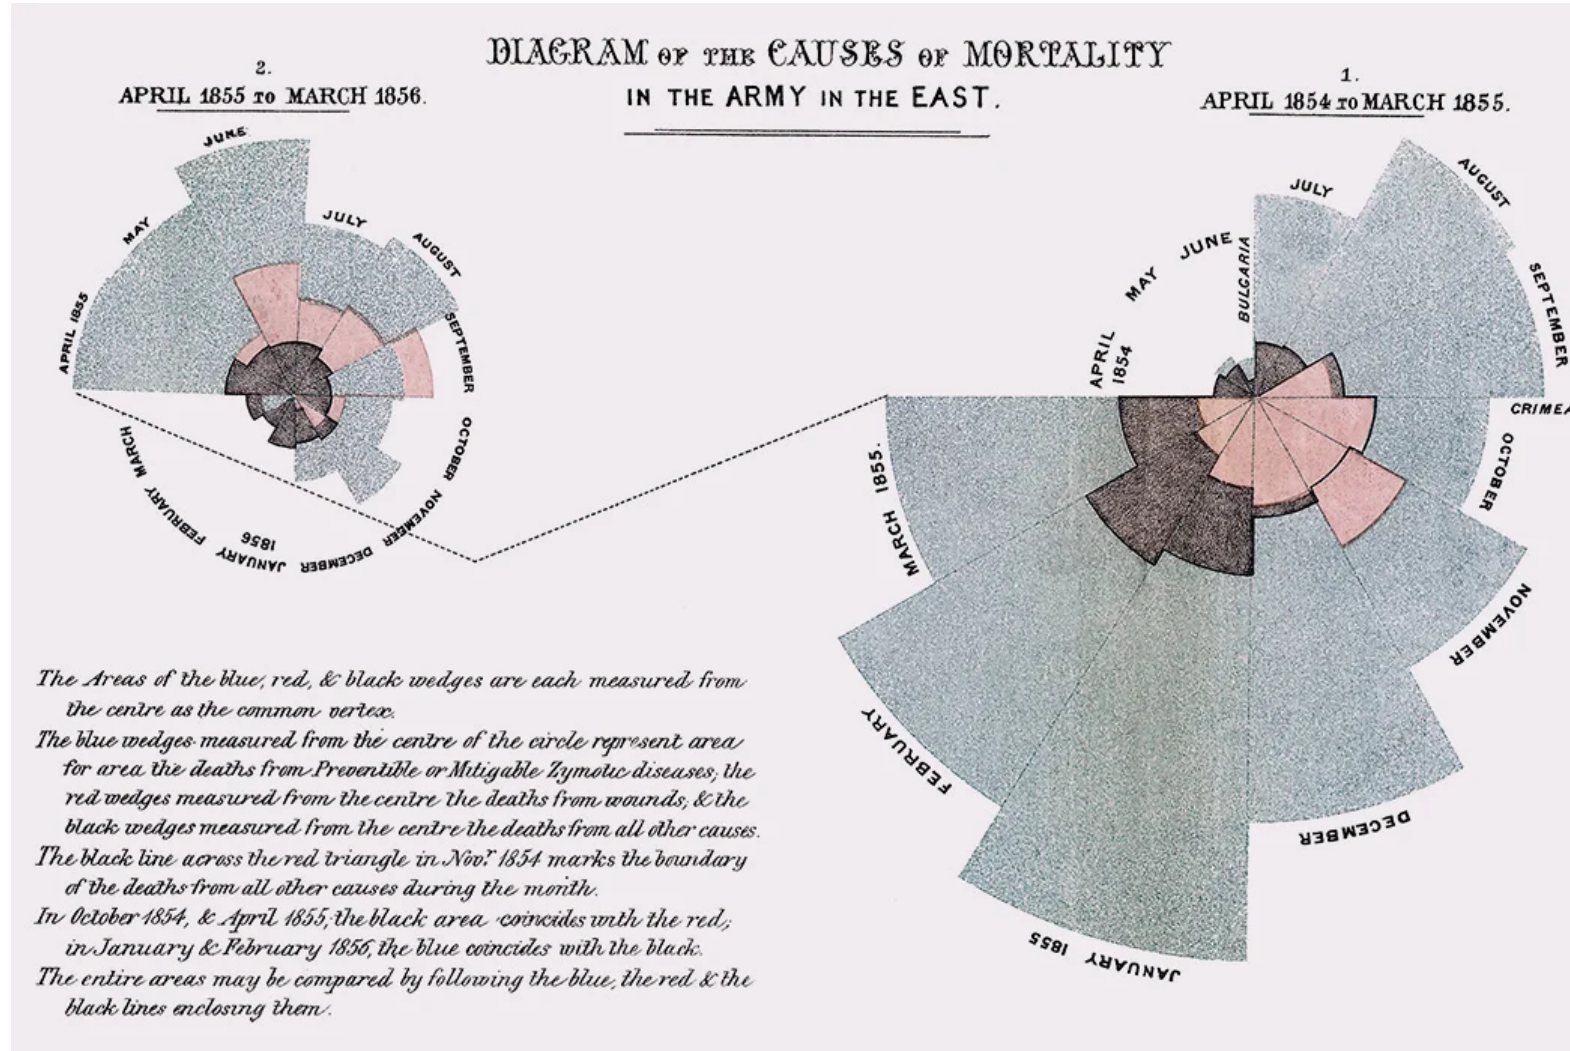 DIAGRAM OF THE CAUSES OF MORTALITY
IN THE ARMY IN THE EAST.
2.
APRIL 1855 TO MARCH 1856.
1.
APRIL 1854 TO MARCH 1855.
JUNE
JULY
AUGUST
SEPTEMBER
OCTOBER
NOVEMBER
DECEMBER
JANUARY 1856
FEBRUARY
MARCH
APRIL 1855
MAY
APRIL 1854
MAY
JUNE
BULGARIA
JULY
AUGUST
SEPTEMBER
CRIMEA
OCTOBER
NOVEMBER
DECEMBER
JANUARY 1855
FEBRUARY
MARCH 1855.
The Areas of the blue, red, & black wedges are each measured from
the centre as the common vertex.
The blue wedges measured from the centre of the circle represent area
for area the deaths from Preventible or Mitigable Zymotic diseases; the
red wedges measured from the centre the deaths from wounds; & the
black wedges measured from the centre the deaths from all other causes.
The black line across the red triangle in Novr. 1854 marks the boundary
of the deaths from all other causes during the month.
In October 1854, & April 1855, the black area coincides with the red;
in January & February 1856, the blue coincides with the black.
The entire areas may be compared by following the blue, the red & the
black lines enclosing them.